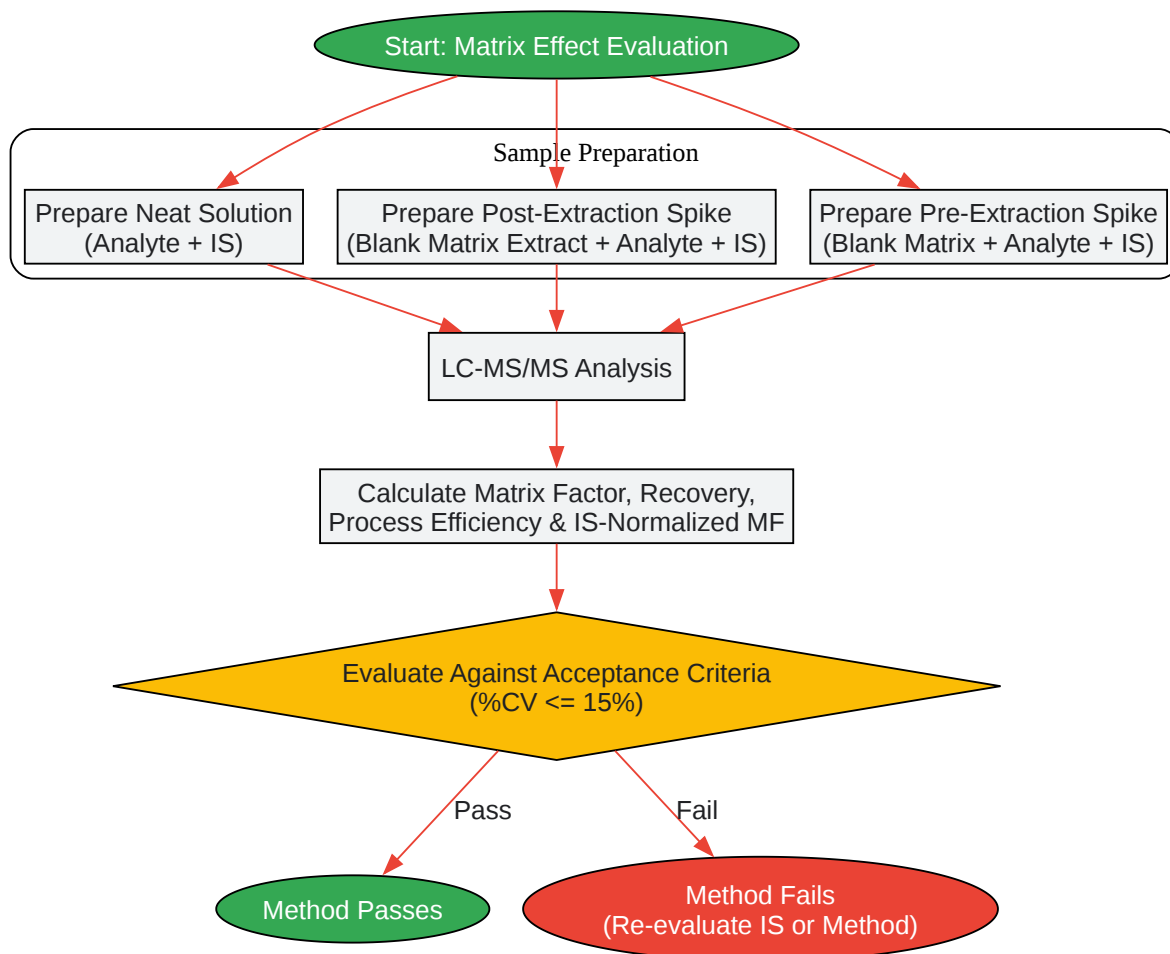 Start: Matrix Effect Evaluation
Sample Preparation
Prepare Neat Solution
(Analyte + IS)
Prepare Post-Extraction Spike
(Blank Matrix Extract + Analyte + IS)
Prepare Pre-Extraction Spike
(Blank Matrix + Analyte + IS)
LC-MS/MS Analysis
Calculate Matrix Factor, Recovery,
Process Efficiency & IS-Normalized MF
Evaluate Against Acceptance Criteria
(%CV <= 15%)
Pass
Fail
Method Passes
Method Fails
(Re-evaluate IS or Method)